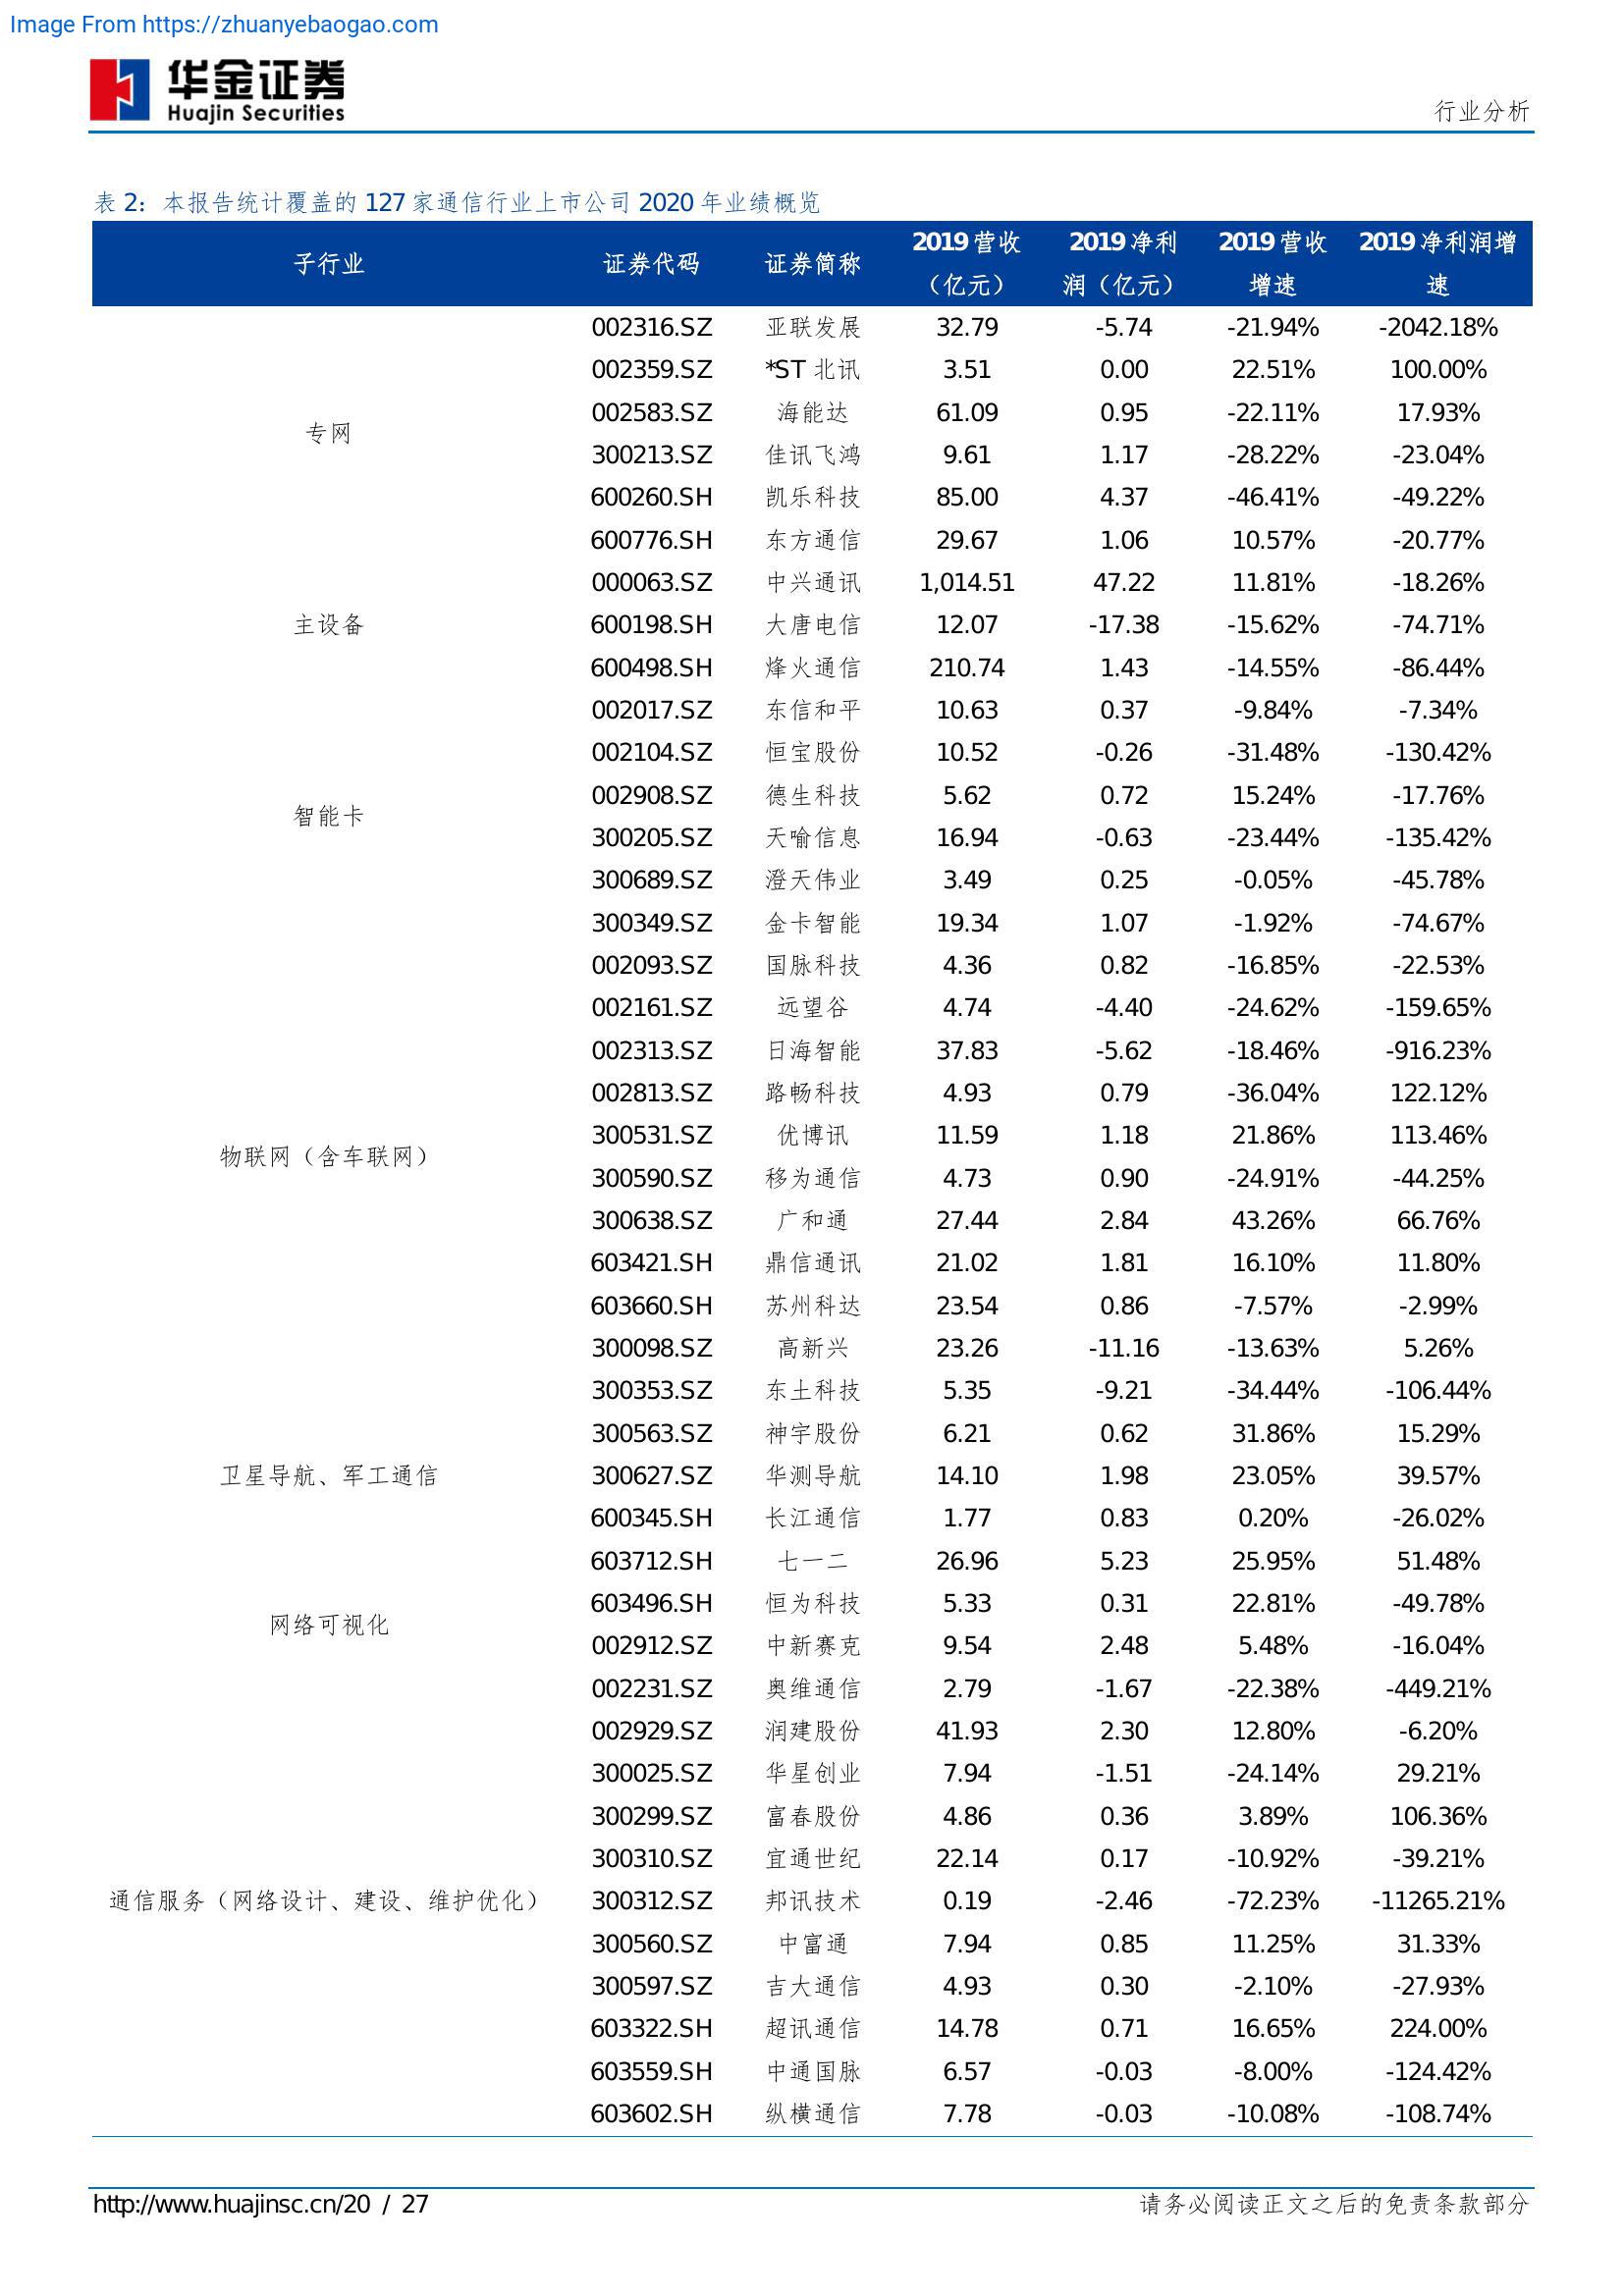 Image From https://zhuanyebaogao.com
华金证券
Huajin Securities
行业分析
表 2：本报告统计覆盖的 127 家通信行业上市公司 2020 年业绩概览
子行业 证券代码 证券简称 2019 营收（亿元） 2019 净利润（亿元） 2019 营收增速 2019 净利润增速
002316.SZ 亚联发展 32.79 -5.74 -21.94% -2042.18%
002359.SZ *ST 北讯 3.51 0.00 22.51% 100.00%
002583.SZ 海能达 61.09 0.95 -22.11% 17.93%
专网
300213.SZ 佳讯飞鸿 9.61 1.17 -28.22% -23.04%
600260.SH 凯乐科技 85.00 4.37 -46.41% -49.22%
600776.SH 东方通信 29.67 1.06 10.57% -20.77%
000063.SZ 中兴通讯 1,014.51 47.22 11.81% -18.26%
主设备 600198.SH 大唐电信 12.07 -17.38 -15.62% -74.71%
600498.SH 烽火通信 210.74 1.43 -14.55% -86.44%
002017.SZ 东信和平 10.63 0.37 -9.84% -7.34%
002104.SZ 恒宝股份 10.52 -0.26 -31.48% -130.42%
002908.SZ 德生科技 5.62 0.72 15.24% -17.76%
智能卡
300205.SZ 天喻信息 16.94 -0.63 -23.44% -135.42%
300689.SZ 澄天伟业 3.49 0.25 -0.05% -45.78%
300349.SZ 金卡智能 19.34 1.07 -1.92% -74.67%
002093.SZ 国脉科技 4.36 0.82 -16.85% -22.53%
002161.SZ 远望谷 4.74 -4.40 -24.62% -159.65%
002313.SZ 日海智能 37.83 -5.62 -18.46% -916.23%
002813.SZ 路畅科技 4.93 0.79 -36.04% 122.12%
300531.SZ 优博讯 11.59 1.18 21.86% 113.46%
物联网（含车联网）
300590.SZ 移为通信 4.73 0.90 -24.91% -44.25%
300638.SZ 广和通 27.44 2.84 43.26% 66.76%
603421.SH 鼎信通讯 21.02 1.81 16.10% 11.80%
603660.SH 苏州科达 23.54 0.86 -7.57% -2.99%
300098.SZ 高新兴 23.26 -11.16 -13.63% 5.26%
300353.SZ 东土科技 5.35 -9.21 -34.44% -106.44%
300563.SZ 神宇股份 6.21 0.62 31.86% 15.29%
卫星导航、军工通信 300627.SZ 华测导航 14.10 1.98 23.05% 39.57%
600345.SH 长江通信 1.77 0.83 0.20% -26.02%
603712.SH 七一二 26.96 5.23 25.95% 51.48%
603496.SH 恒为科技 5.33 0.31 22.81% -49.78%
网络可视化
002912.SZ 中新赛克 9.54 2.48 5.48% -16.04%
002231.SZ 奥维通信 2.79 -1.67 -22.38% -449.21%
002929.SZ 润建股份 41.93 2.30 12.80% -6.20%
300025.SZ 华星创业 7.94 -1.51 -24.14% 29.21%
300299.SZ 富春股份 4.86 0.36 3.89% 106.36%
300310.SZ 宜通世纪 22.14 0.17 -10.92% -39.21%
通信服务（网络设计、建设、维护优化） 300312.SZ 邦讯技术 0.19 -2.46 -72.23% -11265.21%
300560.SZ 中富通 7.94 0.85 11.25% 31.33%
300597.SZ 吉大通信 4.93 0.30 -2.10% -27.93%
603322.SH 超讯通信 14.78 0.71 16.65% 224.00%
603559.SH 中通国脉 6.57 -0.03 -8.00% -124.42%
603602.SH 纵横通信 7.78 -0.03 -10.08% -108.74%
http://www.huajinsc.cn/20 / 27 请务必阅读正文之后的免责条款部分